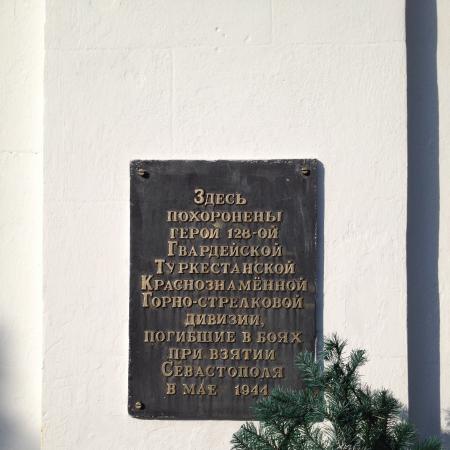 Здесь
похоронены
герои 128-ой
Гвардейской
Туркестанской
Краснознамённой
Горно-стрелковой
дивизии,
погибшие в боях
при взятии
Севастополя
в мае 1944